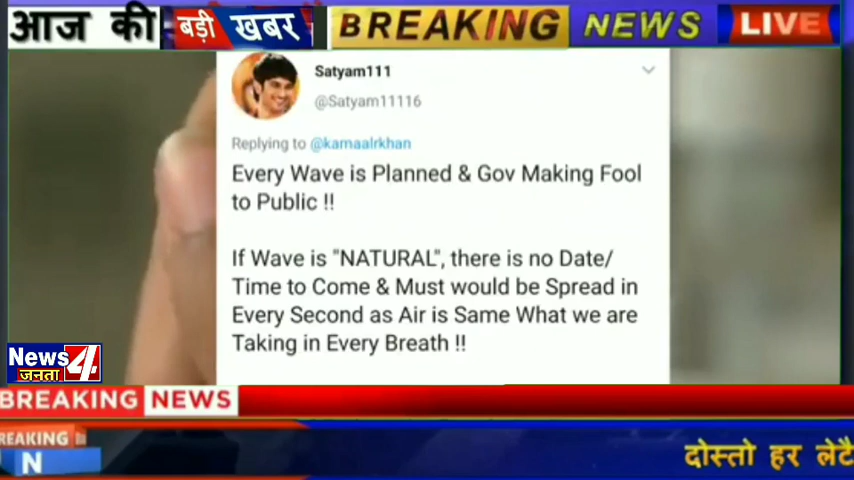 आज की बड़ी खबर BREAKING NEWS LIVE
Satyam111
@Satyam11116
Replying to @kamaalrkhan
Every Wave is Planned & Gov Making Fool
to Public !!
If Wave is "NATURAL", there is no Date/
Time to Come & Must would be Spread in
Every Second as Air is Same What we are
Taking in Every Breath !!
News 4
जनता
BREAKING NEWS
BREAKING
N
दोस्तो हर लेटै